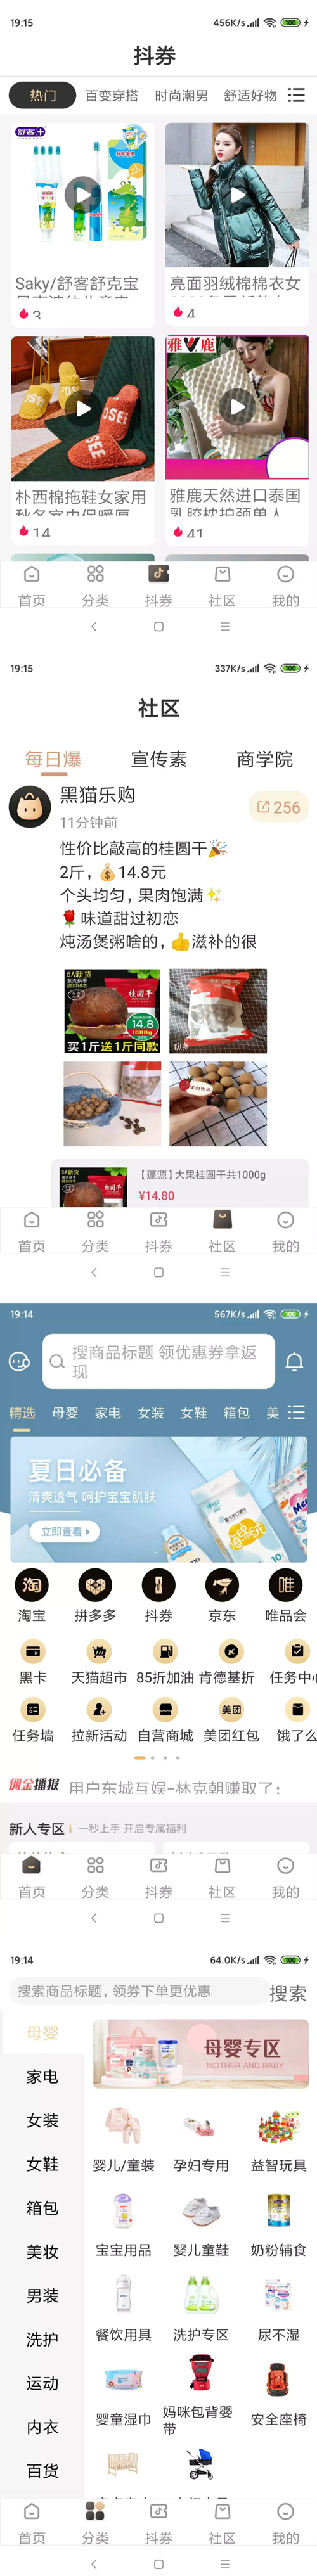 19:15
456K/s
100
抖券
热门
百变穿搭
时尚潮男
舒适好物
舒客
Saky/舒客舒克宝
3
亮面羽绒棉棉衣女
4
OSEE
OSEE
朴西棉拖鞋女家用
14
雅鹿
雅鹿天然进口泰国
乳胶枕护颈单人
41
首页
分类
抖券
社区
我的
19:15
337K/s
100
社区
每日爆
宣传素
商学院
黑猫乐购
256
11分钟前
性价比敲高的桂圆干🎉
2斤，💰14.8元
个头均匀，果肉饱满✨
🌹味道甜过初恋
炖汤煲粥啥的，👍滋补的很
5A新货
桂圆干
14.8
1000g
买1斤送1斤同款
【蓬源】大果桂圆干共1000g
¥14.80
首页
分类
抖券
社区
我的
19:14
567K/s
100
搜商品标题 领优惠券拿返
现
精选
母婴
家电
女装
女鞋
箱包
美
夏日必备
清爽透气 呵护宝宝肌肤
立即查看
淘
唯
淘宝
拼多多
抖券
京东
唯品会
黑卡
天猫超市
85折加油
肯德基折
任务中心
美团
任务墙
拉新活动
自营商城
美团红包
饿了么
佣金播报
用户东城互娱-林克朝赚取了:
新人专区
一秒上手 开启专属福利
首页
分类
抖券
社区
我的
19:14
64.0K/s
100
搜索商品标题，领券下单更优惠
搜索
母婴
家电
女装
女鞋
箱包
美妆
男装
洗护
运动
内衣
百货
母婴专区
MOTHER AND BABY
婴儿/童装
孕妇专用
益智玩具
宝宝用品
婴儿童鞋
奶粉辅食
餐饮用具
洗护专区
尿不湿
婴童湿巾
妈咪包背婴
带
安全座椅
首页
分类
抖券
社区
我的